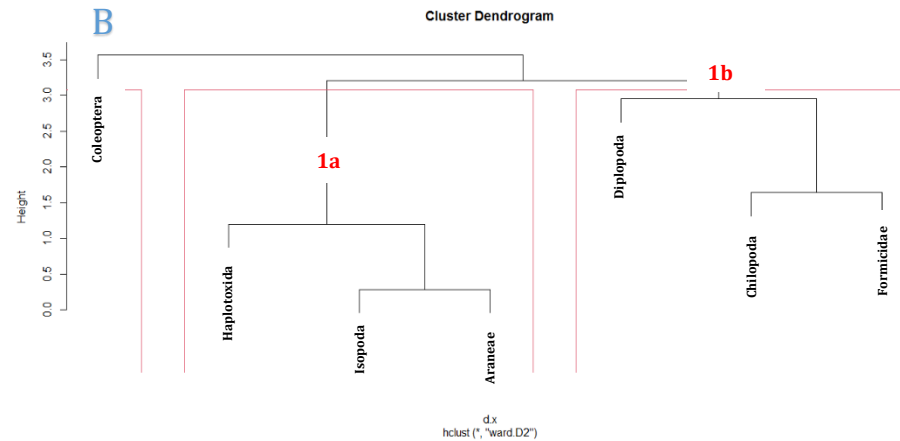 B
Cluster Dendrogram
Height
3.5
3.0
2.5
2.0
1.5
1.0
0.5
0.0
1a
1b
Coleoptera
Haplotoxida
Isopoda
Araneae
Diplopoda
Chilopoda
Formicidae
d.x
hclust (*, "ward.D2")